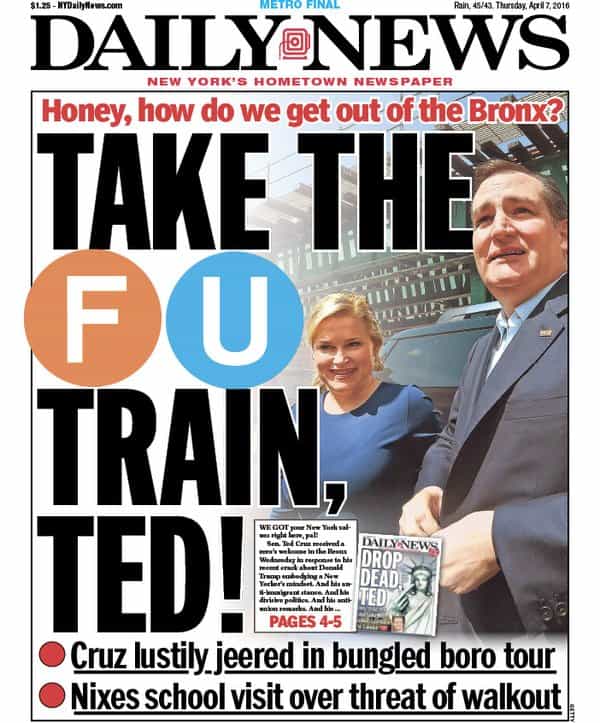 $1.25 - NYDailyNews.com METRO FINAL Rain, 45/43. Thursday, April 7, 2016
DAILY NEWS
NEW YORK'S HOMETOWN NEWSPAPER
Honey, how do we get out of the Bronx?
TAKE THE
F U
TRAIN,
TED!
WE GOT your New York val-
ues right here, pal!
Sen. Ted Cruz received a
zero's welcome in the Bronx
Wednesday in response to his
recent crack about Donald
Trump embodying a New
Yorker's mindset. And his an-
ti-immigrant stance. And his
divisive politics. And his anti-
union remarks. And his ...
PAGES 4-5
DAILY NEWS
DROP
DEAD,
TED
Cruz lustily jeered in bungled boro tour
Nixes school visit over threat of walkout
GETTY